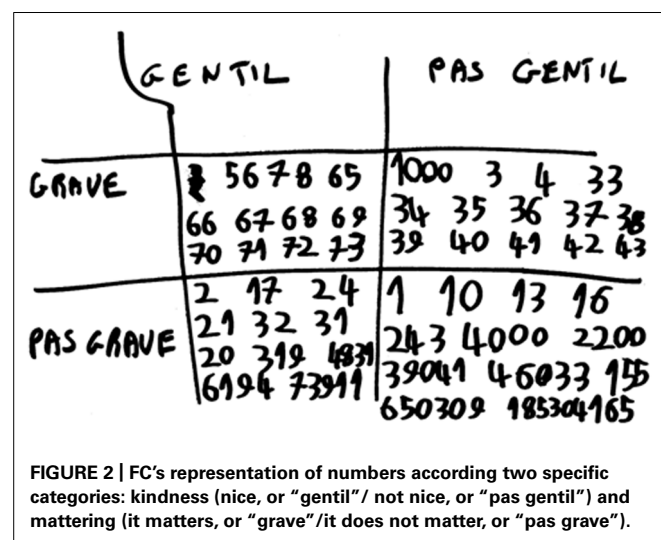 GENTIL PAS GENTIL
GRAVE 56 7 8 65 1000 3 4 33
66 67 68 69 34 35 36 37 38
70 71 72 73 39 40 41 42 43
2 17 24 1 10 13 16
PAS GRAVE 21 32 31 243 4000 2200
20 319 4831 39041 46033 155
6194 73911 650309 185304165
FIGURE 2 | FC's representation of numbers according two specific
categories: kindness (nice, or “gentil”/ not nice, or “pas gentil”) and
mattering (it matters, or “grave”/it does not matter, or “pas grave”).